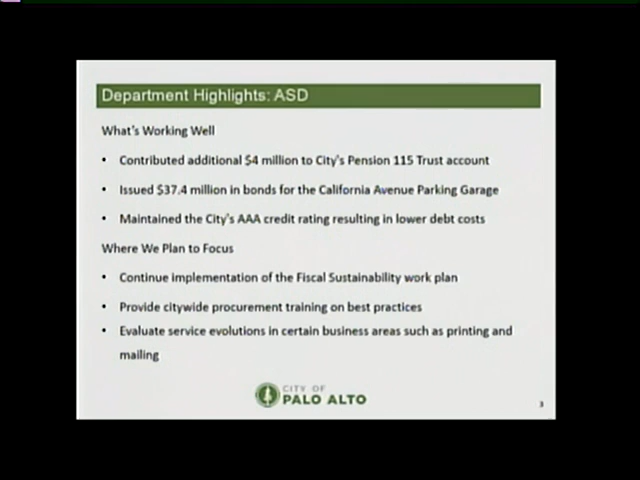 Department Highlights: ASD
What's Working Well
• Contributed additional $4 million to City's Pension 115 Trust account
• Issued $37.4 million in bonds for the California Avenue Parking Garage
• Maintained the City's AAA credit rating resulting in lower debt costs
Where We Plan to Focus
• Continue implementation of the Fiscal Sustainability work plan
• Provide citywide procurement training on best practices
• Evaluate service evolutions in certain business areas such as printing and
mailing
CITY OF
PALO ALTO
3